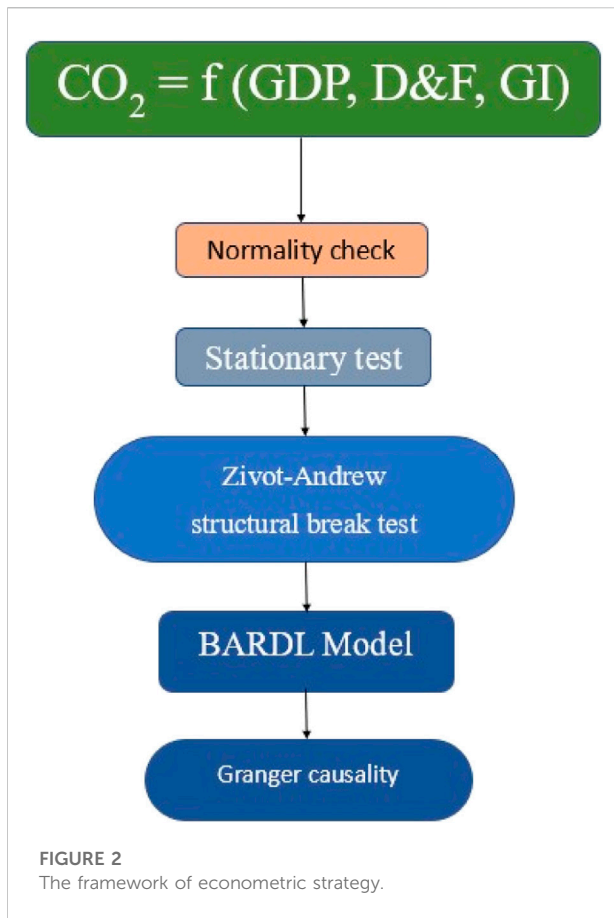 CO₂ = f (GDP, D&F, GI)
Normality check
Stationary test
Zivot-Andrew
structural break test
BARDL Model
Granger causality
FIGURE 2
The framework of econometric strategy.